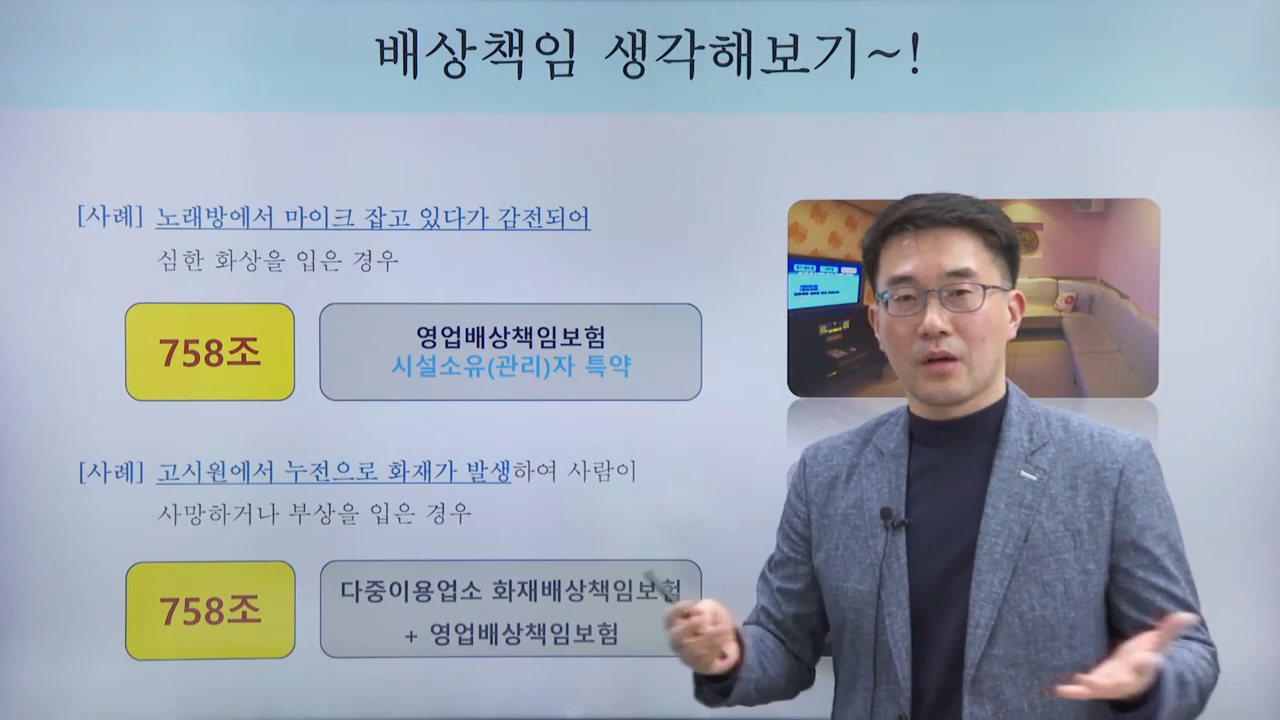 배상책임 생각해보기~!
[사례] 노래방에서 마이크 잡고 있다가 감전되어
심한 화상을 입은 경우
758조
영업배상책임보험
시설소유(관리)자 특약
[사례] 고시원에서 누전으로 화재가 발생하여 사람이
사망하거나 부상을 입은 경우
758조
다중이용업소 화재배상책임보험
+ 영업배상책임보험